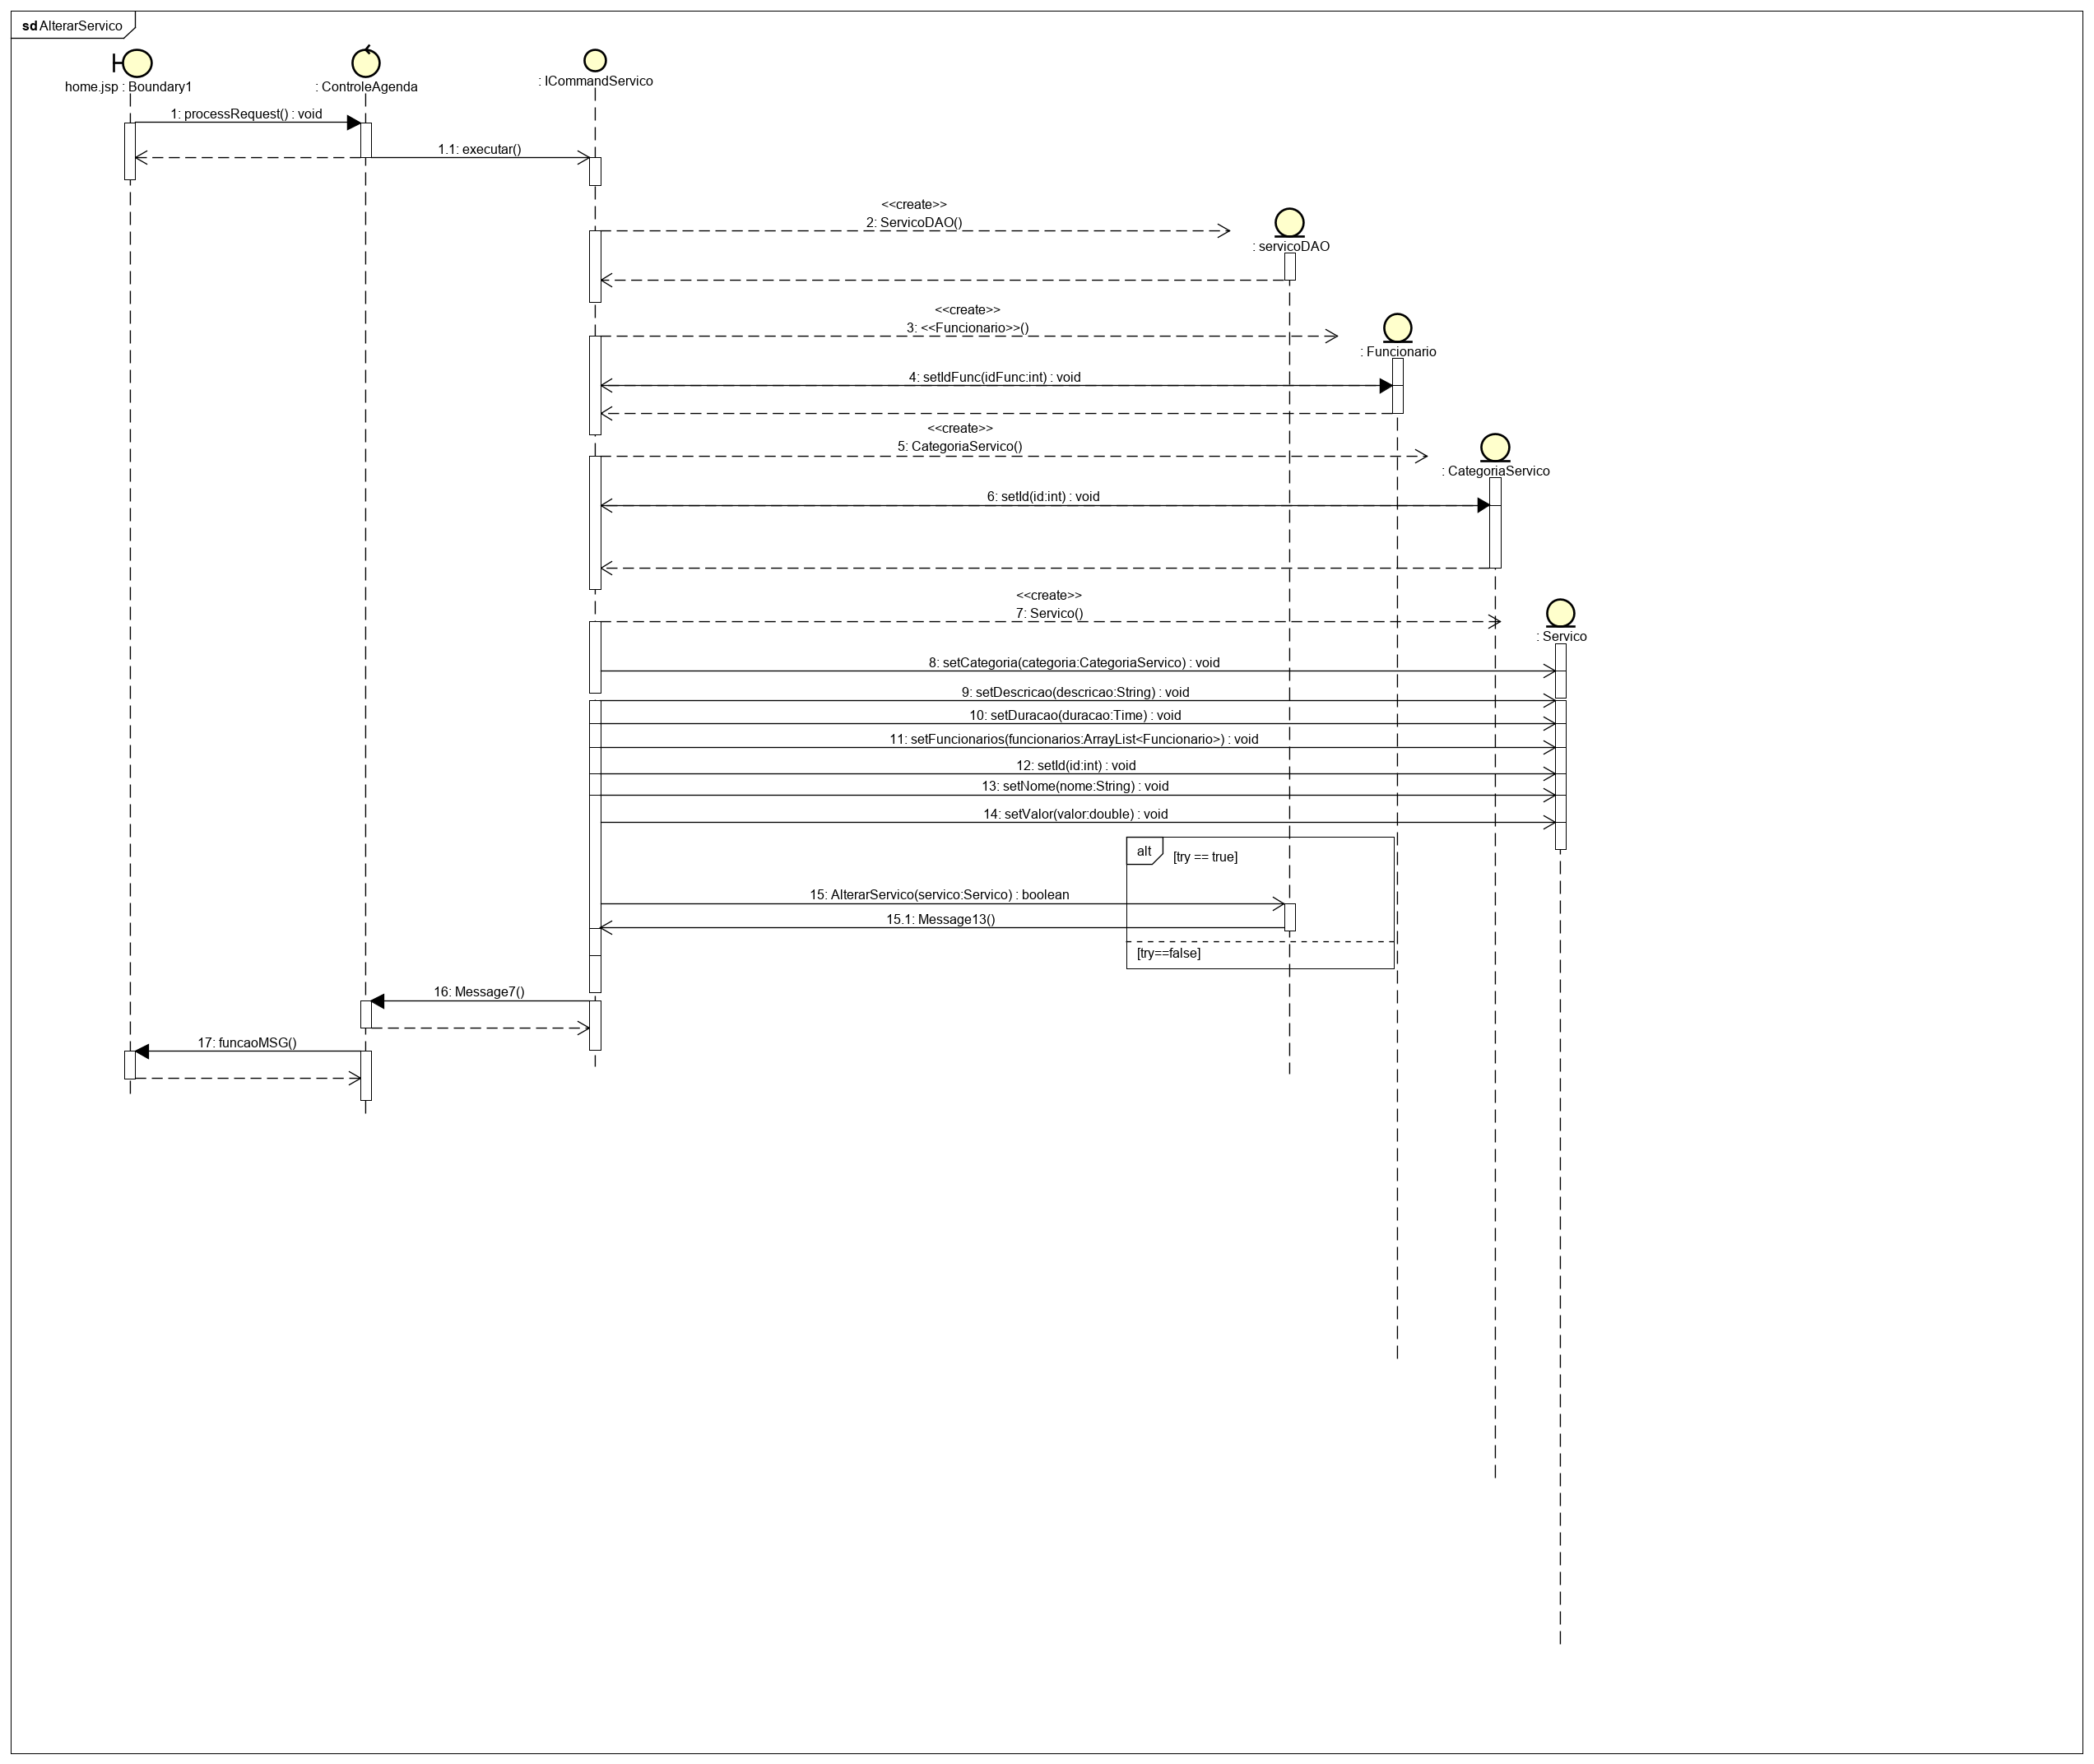 sd AlterarServico
home.jsp : Boundary1
: ControleAgenda
: ICommandServico
1: processRequest() : void
1.1: executar()
<<create>>
2: ServicoDAO()
: servicoDAO
<<create>>
3: <<Funcionario>>()
: Funcionario
4: setIdFunc(idFunc:int) : void
<<create>>
5: CategoriaServico()
: CategoriaServico
6: setId(id:int) : void
<<create>>
7: Servico()
: Servico
8: setCategoria(categoria:CategoriaServico) : void
9: setDescricao(descricao:String) : void
10: setDuracao(duracao:Time) : void
11: setFuncionarios(funcionarios:ArrayList<Funcionario>) : void
12: setId(id:int) : void
13: setNome(nome:String) : void
14: setValor(valor:double) : void
alt
[try == true]
15: AlterarServico(servico:Servico) : boolean
15.1: Message13()
[try==false]
16: Message7()
17: funcaoMSG()